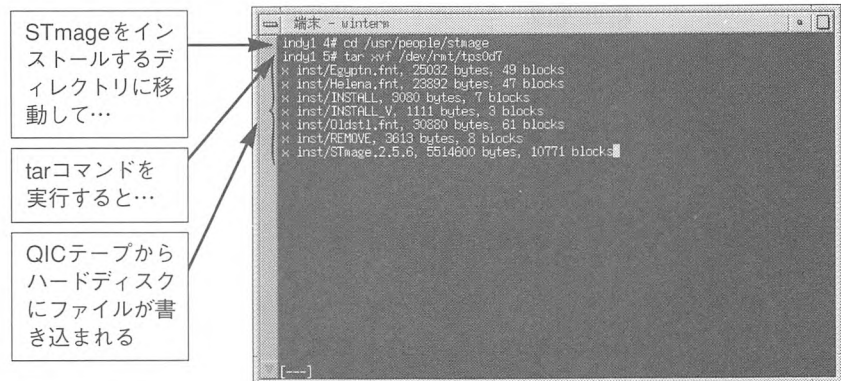 STmageをイン
ストールするデ
ィレクトリに移
動して…
tarコマンドを
実行すると…
QICテープから
ハードディスク
にファイルが書
き込まれる
端末 - winterm
indy1 4# cd /usr/people/stmage
indy1 5# tar xvf /dev/rmt/tps0d7
x inst/Egyptn.fnt, 25032 bytes, 49 blocks
x inst/Helena.fnt, 23892 bytes, 47 blocks
x inst/INSTALL, 3080 bytes, 7 blocks
x inst/INSTALL_V, 1111 bytes, 3 blocks
x inst/Oldstl.fnt, 30880 bytes, 61 blocks
x inst/REMOVE, 3613 bytes, 8 blocks
x inst/STmage.2.5.6, 5514600 bytes, 10771 blocks
[---]